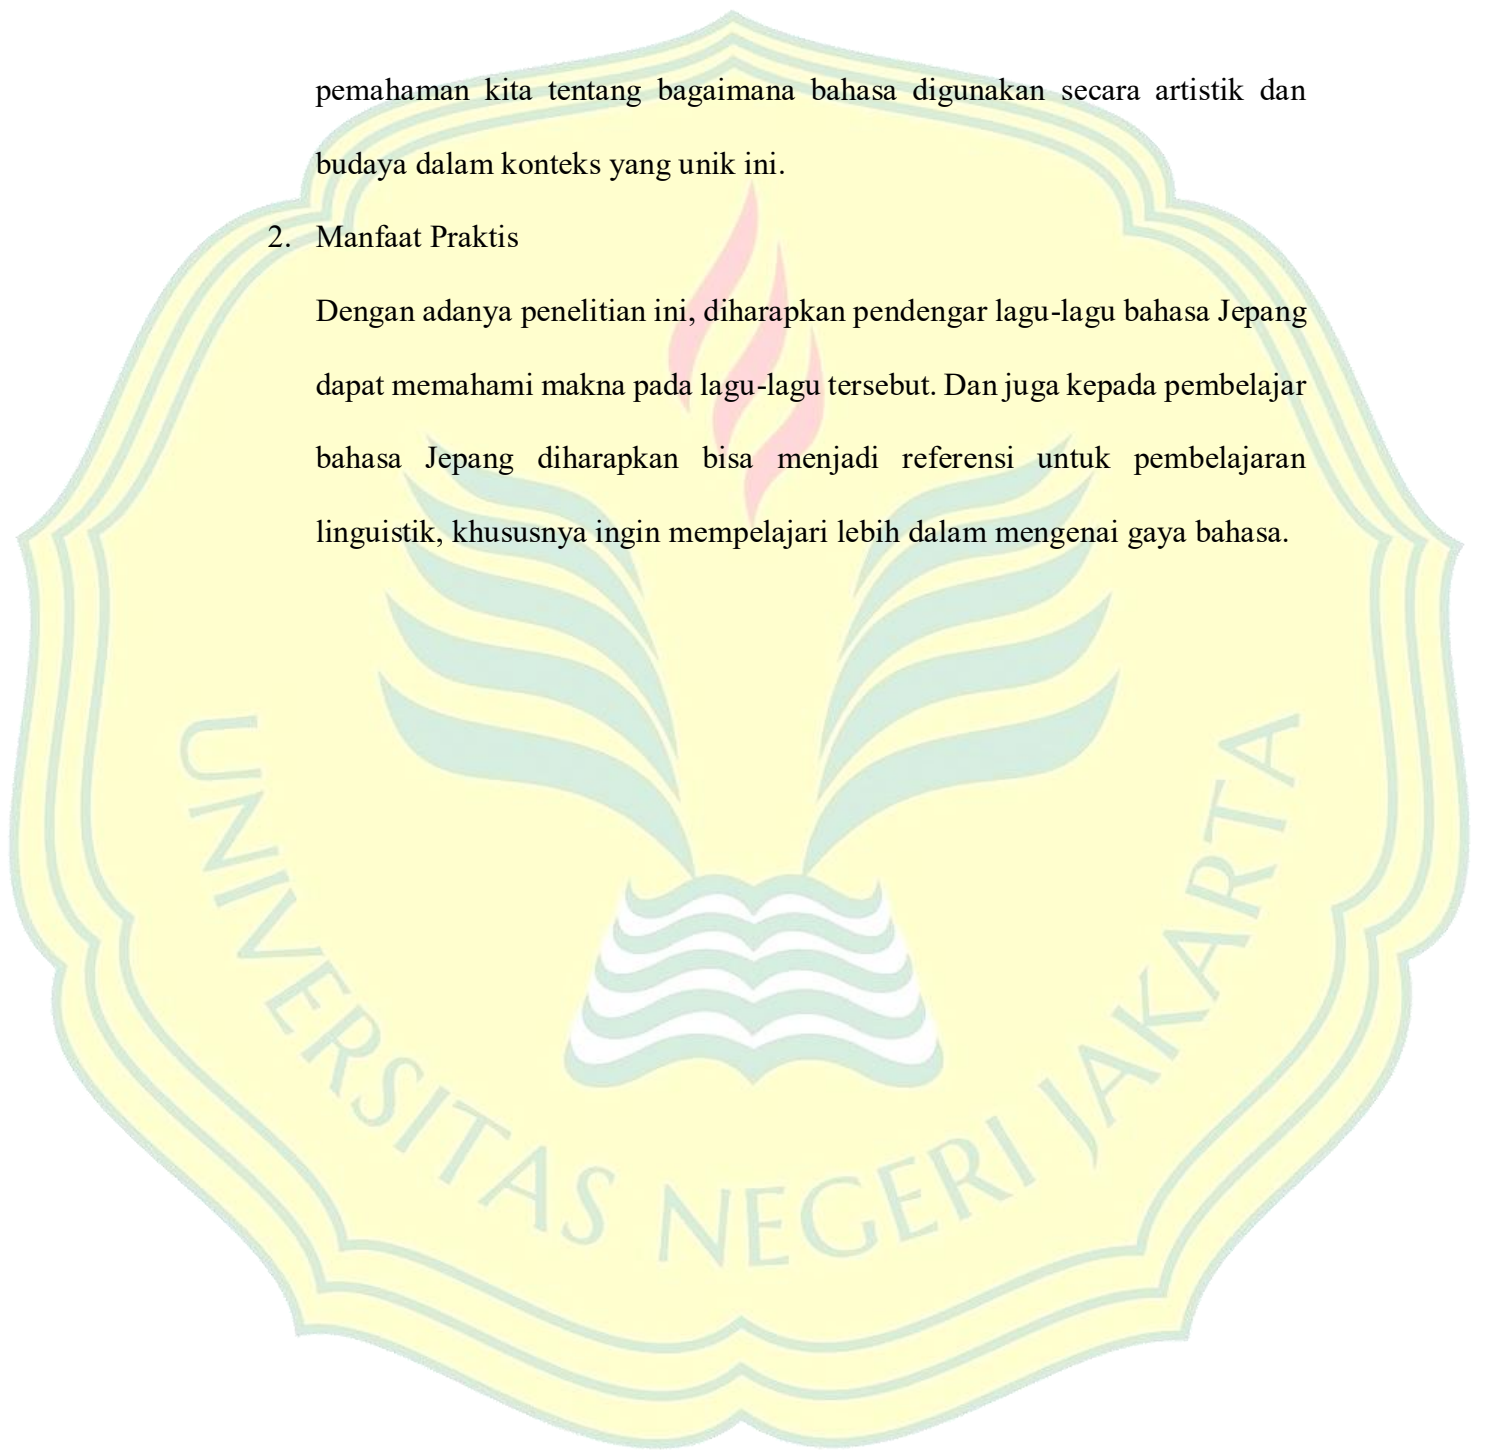 pemahaman kita tentang bagaimana bahasa digunakan secara artistik dan
budaya dalam konteks yang unik ini.
2. Manfaat Praktis
Dengan adanya penelitian ini, diharapkan pendengar lagu-lagu bahasa Jepang
dapat memahami makna pada lagu-lagu tersebut. Dan juga kepada pembelajar
bahasa Jepang diharapkan bisa menjadi referensi untuk pembelajaran
linguistik, khususnya ingin mempelajari lebih dalam mengenai gaya bahasa.
UNIVERSITAS NEGERI JAKARTA